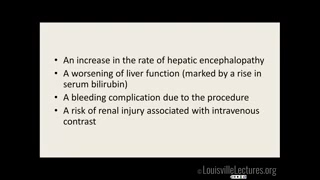 • An increase in the rate of hepatic encephalopathy
• A worsening of liver function (marked by a rise in
serum bilirubin)
• A bleeding complication due to the procedure
• A risk of renal injury associated with intravenous
contrast
LouisvilleLectures.org